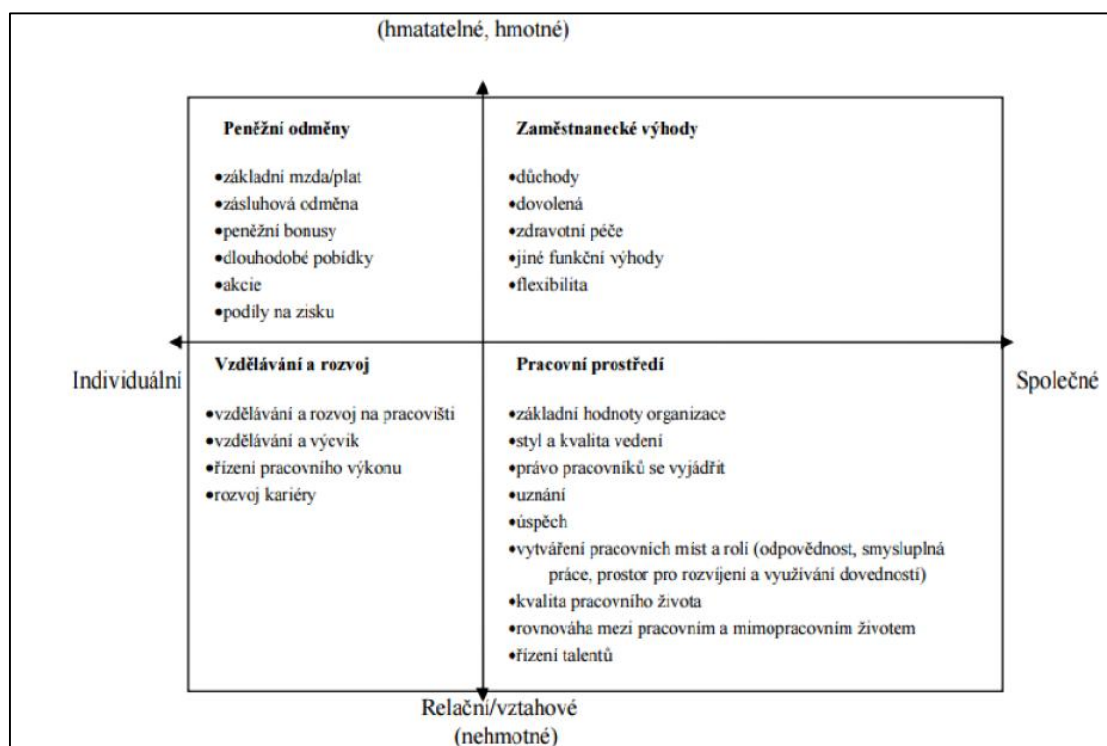 (hmatatelné, hmotné)
Peněžní odměny
•základní mzda/plat
•zásluhová odměna
•peněžní bonusy
•dlouhodobé pobídky
•akcie
•podíly na zisku
Zaměstnanecké výhody
•důchody
•dovolená
•zdravotní péče
•jiné funkční výhody
•flexibilita
Individuální
Společné
Vzdělávání a rozvoj
•vzdělávání a rozvoj na pracovišti
•vzdělávání a výcvik
•řízení pracovního výkonu
•rozvoj kariéry
Pracovní prostředí
•základní hodnoty organizace
•styl a kvalita vedení
•právo pracovníků se vyjádřit
•uznání
•úspěch
•vytváření pracovních míst a rolí (odpovědnost, smysluplná
práce, prostor pro rozvíjení a využívání dovedností)
•kvalita pracovního života
•rovnováha mezi pracovním a mimopracovním životem
•řízení talentů
Relační/vztahové
(nehmotné)